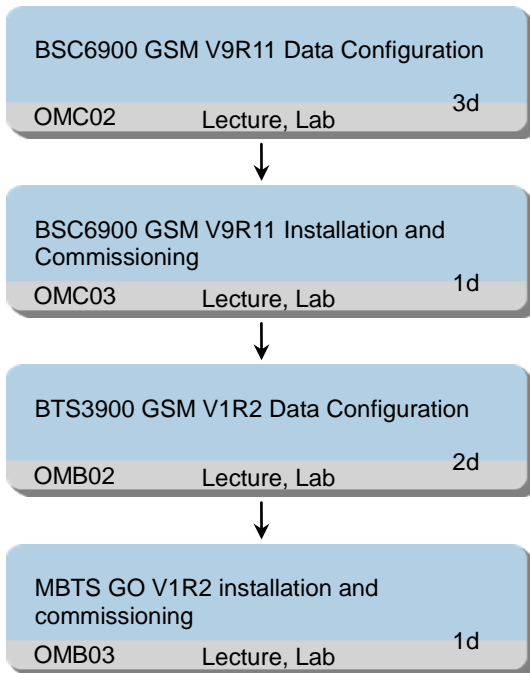 BSC6900 GSM V9R11 Data Configuration
3d
OMC02 Lecture, Lab
BSC6900 GSM V9R11 Installation and
Commissioning
1d
OMC03 Lecture, Lab
BTS3900 GSM V1R2 Data Configuration
2d
OMB02 Lecture, Lab
MBTS GO V1R2 installation and
commissioning
1d
OMB03 Lecture, Lab